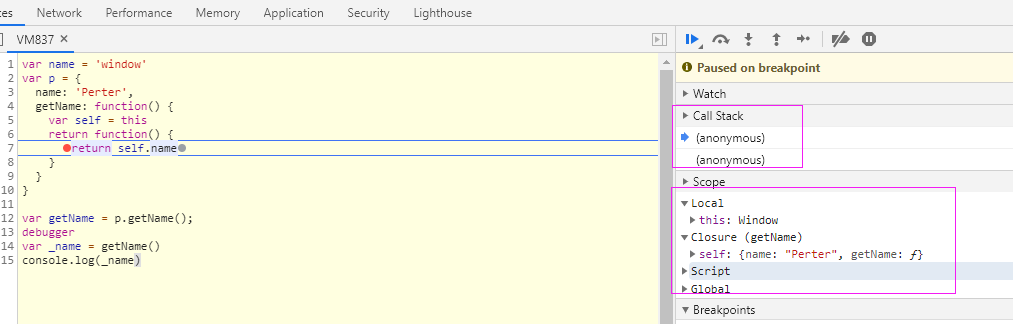 ces Network Performance Memory Application Security Lighthouse
VM837 ×
1 var name = 'window'
2 var p = {
3 name: 'Perter',
4 getName: function() {
5 var self = this
6 return function() {
7 return self.name
8 }
9 }
10 }
11
12 var getName = p.getName();
13 debugger
14 var _name = getName()
15 console.log(_name)
Paused on breakpoint
Watch
Call Stack
(anonymous)
(anonymous)
Scope
Local
this: Window
Closure (getName)
self: {name: "Perter", getName: ƒ}
Script
Global
Breakpoints